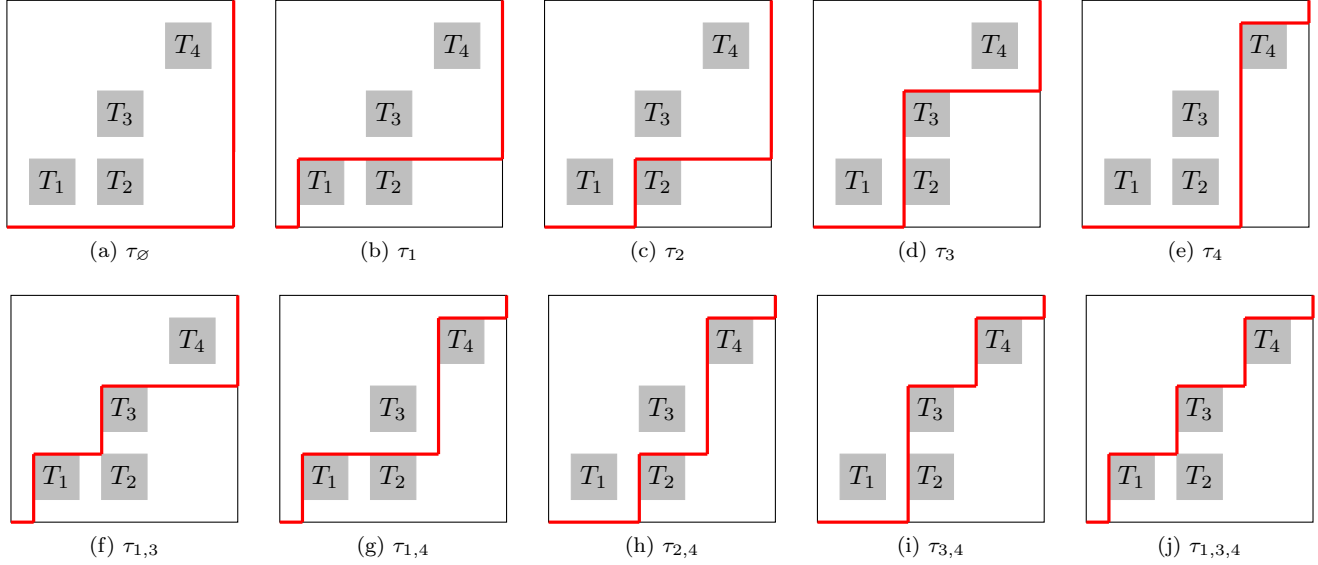 T₄ T₄ T₄ T₄ T₄
T₃ T₃ T₃ T₃ T₃
T₁ T₂ T₁ T₂ T₁ T₂ T₁ T₂ T₁ T₂
(a) τ_∅ (b) τ₁ (c) τ₂ (d) τ₃ (e) τ₄
T₄ T₄ T₄ T₄ T₄
T₃ T₃ T₃ T₃ T₃
T₁ T₂ T₁ T₂ T₁ T₂ T₁ T₂ T₁ T₂
(f) τ₁,₃ (g) τ₁,₄ (h) τ₂,₄ (i) τ₃,₄ (j) τ₁,₃,₄